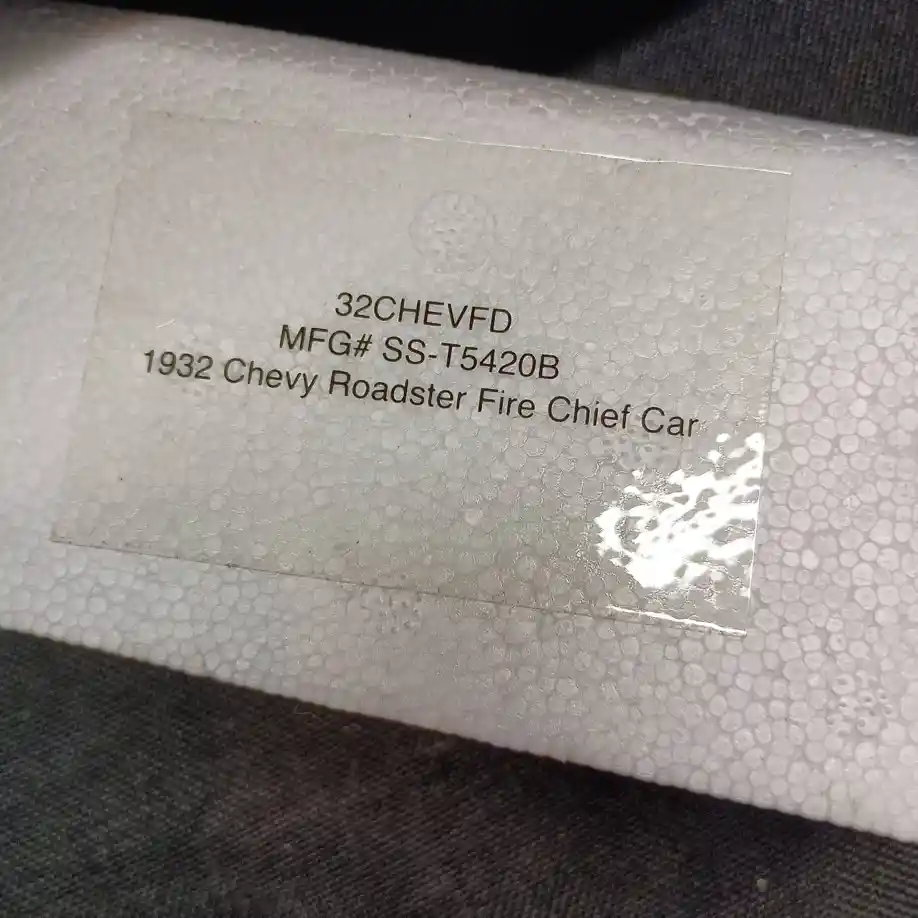 32CHEVFD
MFG# SS-T5420B
1932 Chevy Roadster Fire Chief Car